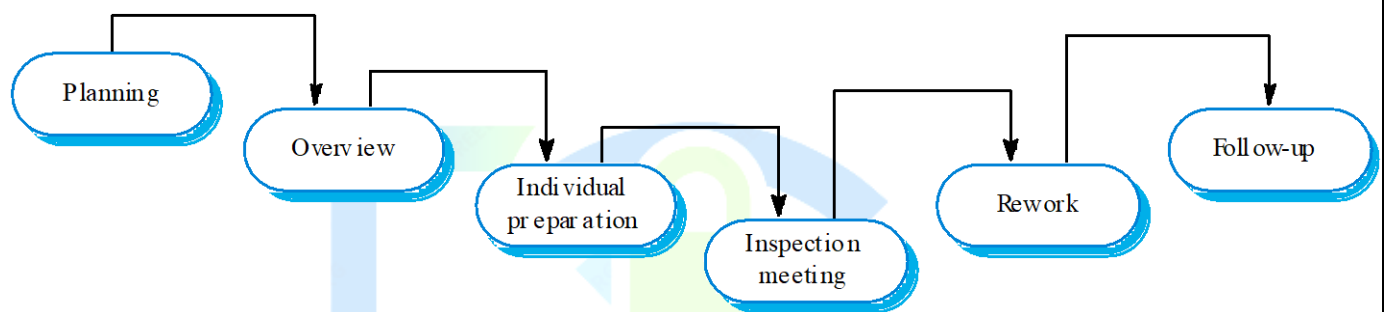 Planning
Overview
Individual
preparation
Inspection
meeting
Rework
Follow-up